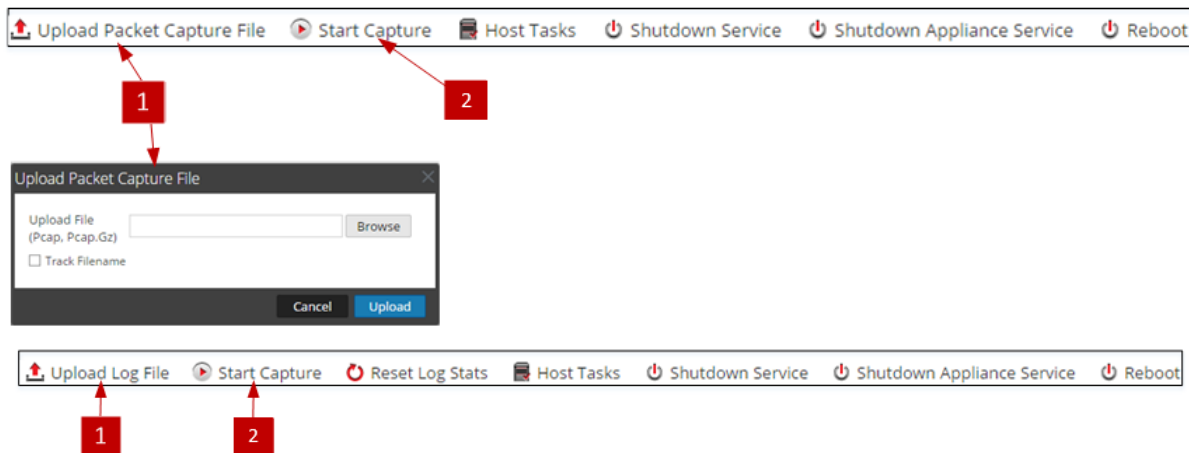 Upload Packet Capture File Start Capture Host Tasks Shutdown Service Shutdown Appliance Service Reboot
1
2
Upload Packet Capture File
Upload File
(Pcap, Pcap.Gz)
Browse
Track Filename
Cancel Upload
Upload Log File Start Capture Reset Log Stats Host Tasks Shutdown Service Shutdown Appliance Service Reboot
1
2